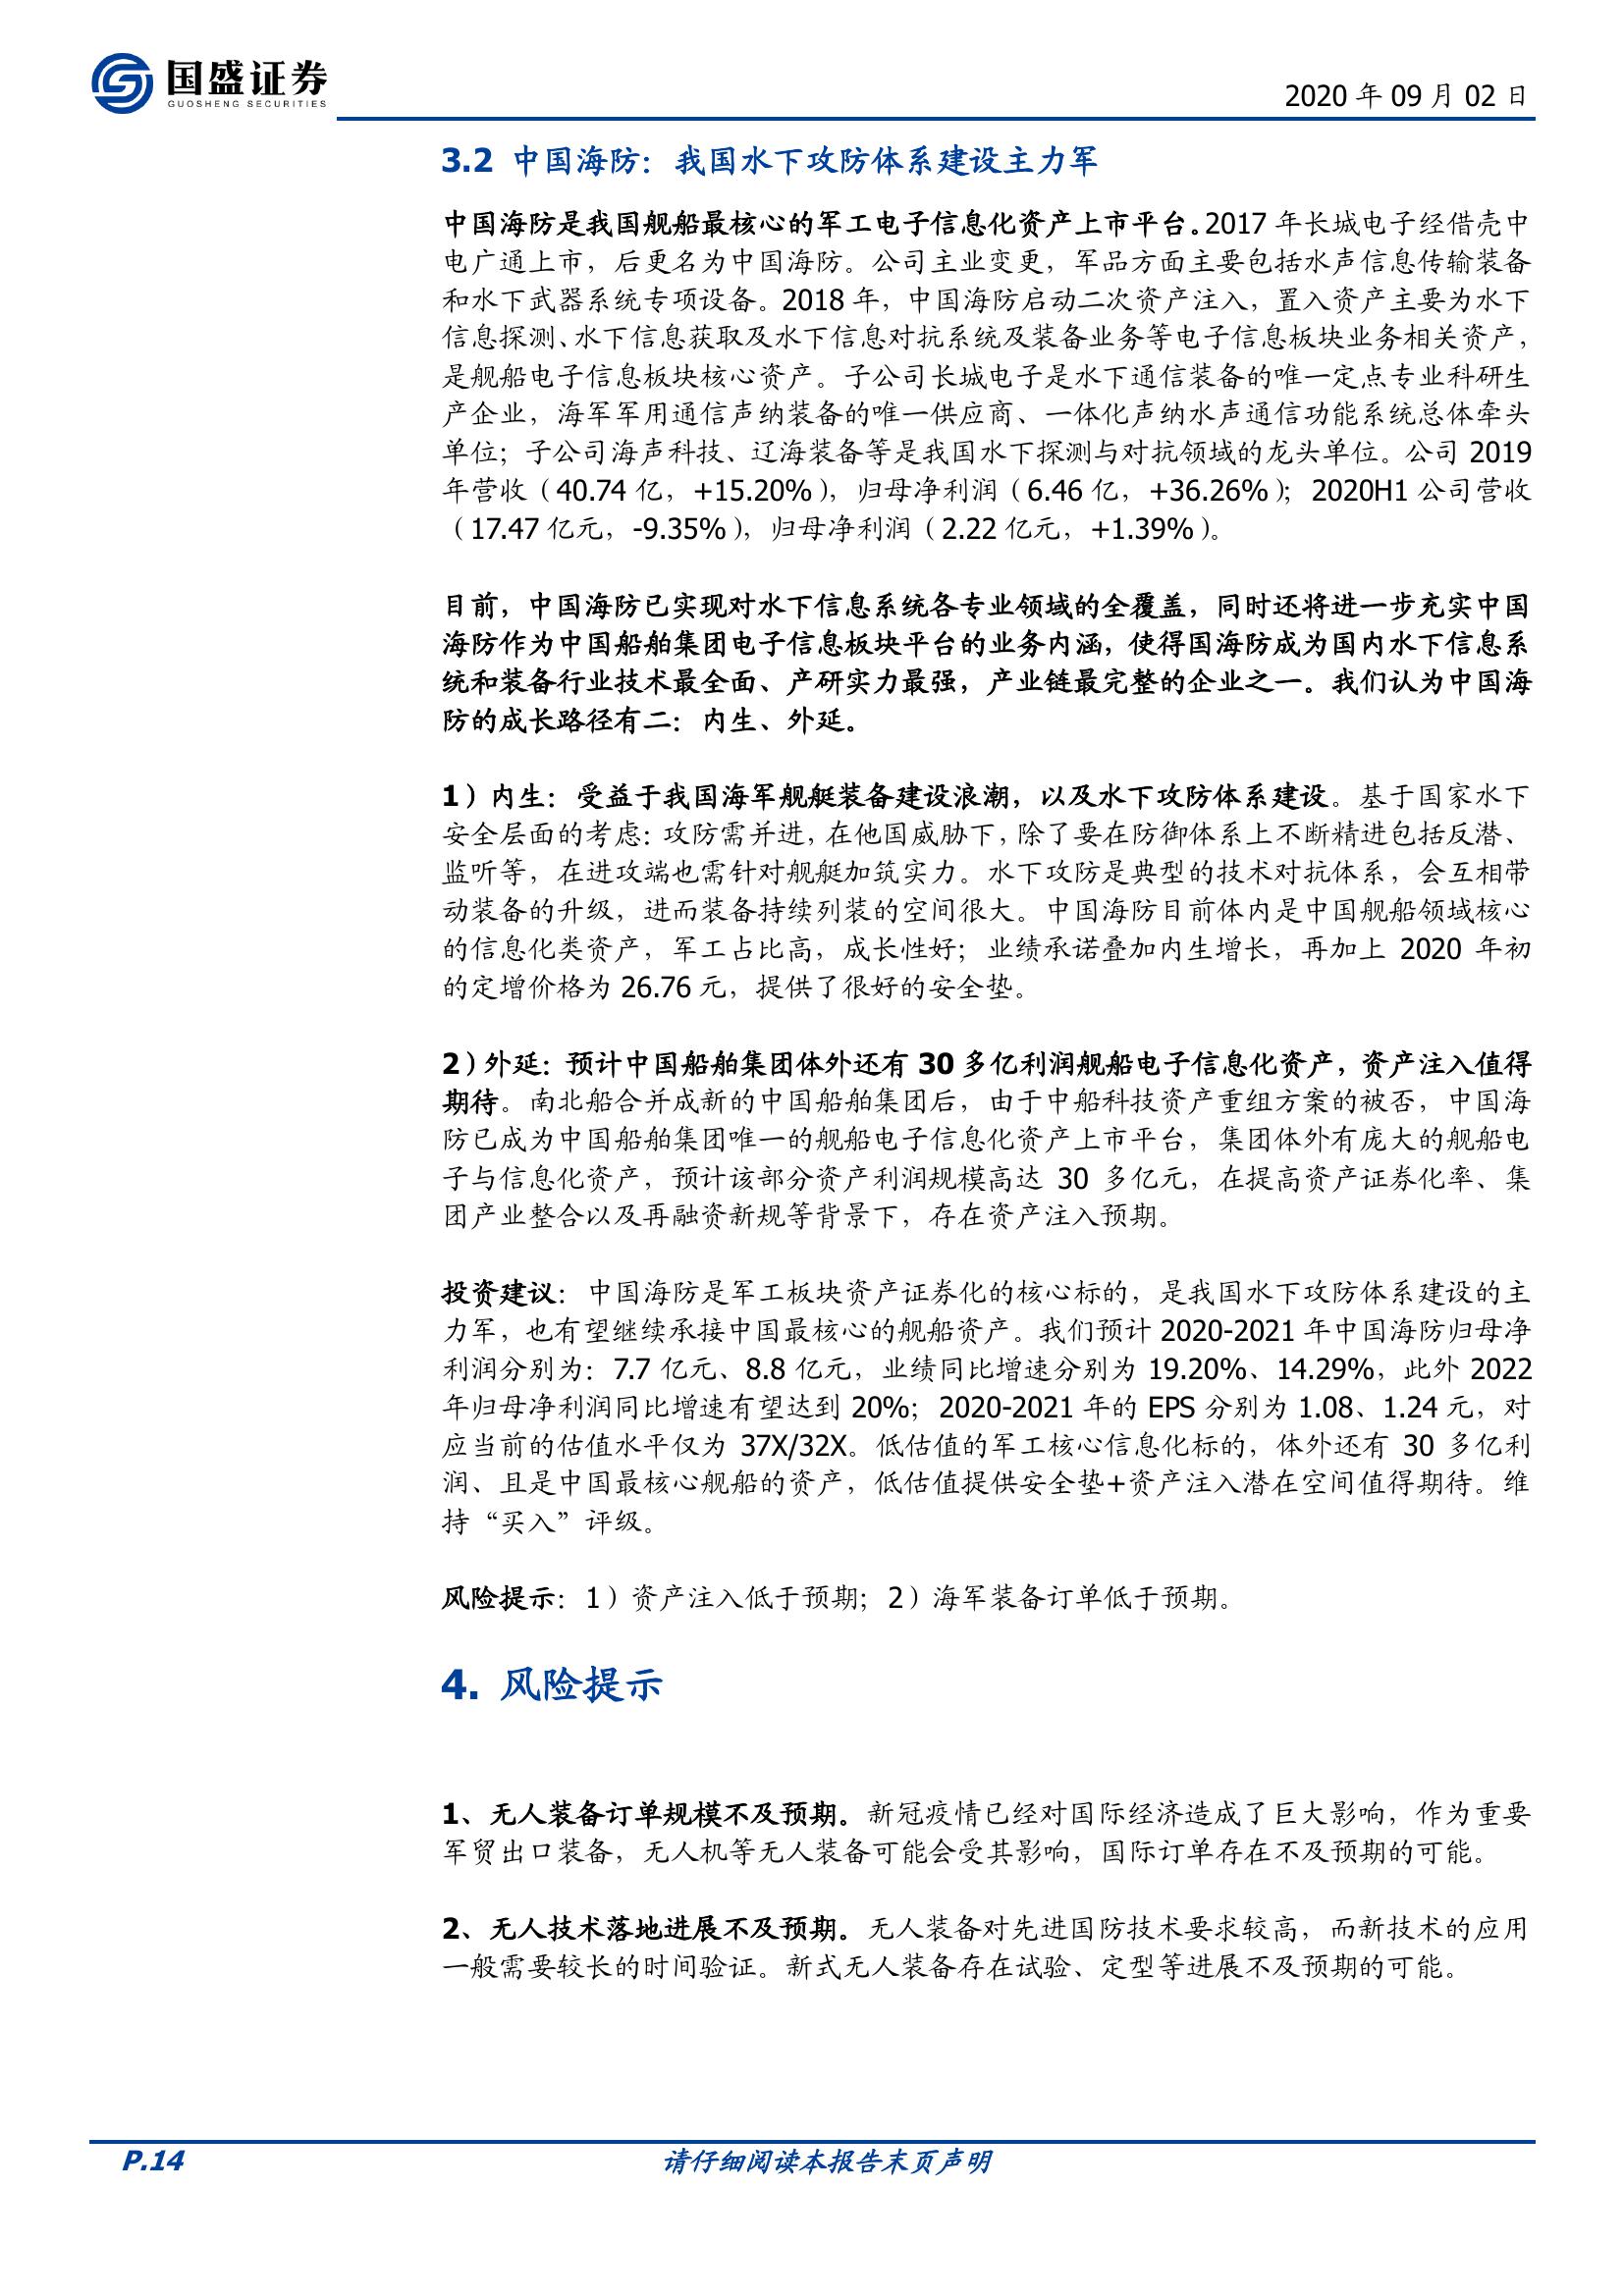 国盛证券
GUOSHENG SECURITIES
2020 年 09 月 02 日
3.2 中国海防：我国水下攻防体系建设主力军
中国海防是我国舰船最核心的军工电子信息化资产上市平台。2017 年长城电子经借壳中
电广通上市，后更名为中国海防。公司主业变更，军品方面主要包括水声信息传输装备
和水下武器系统专项设备。2018 年，中国海防启动二次资产注入，置入资产主要为水下
信息探测、水下信息获取及水下信息对抗系统及装备业务等电子信息板块业务相关资产，
是舰船电子信息板块核心资产。子公司长城电子是水下通信装备的唯一定点专业科研生
产企业，海军军用通信声纳装备的唯一供应商、一体化声纳水声通信功能系统总体牵头
单位；子公司海声科技、辽海装备等是我国水下探测与对抗领域的龙头单位。公司 2019
年营收（40.74 亿，+15.20%），归母净利润（6.46 亿，+36.26%）；2020H1 公司营收
（17.47 亿元，-9.35%），归母净利润（2.22 亿元，+1.39%）。
目前，中国海防已实现对水下信息系统各专业领域的全覆盖，同时还将进一步充实中国
海防作为中国船舶集团电子信息板块平台的业务内涵，使得国海防成为国内水下信息系
统和装备行业技术最全面、产研实力最强，产业链最完整的企业之一。我们认为中国海
防的成长路径有二：内生、外延。
1）内生：受益于我国海军舰艇装备建设浪潮，以及水下攻防体系建设。基于国家水下
安全层面的考虑：攻防需并进，在他国威胁下，除了要在防御体系上不断精进包括反潜、
监听等，在进攻端也需针对舰艇加筑实力。水下攻防是典型的技术对抗体系，会互相带
动装备的升级，进而装备持续列装的空间很大。中国海防目前体内是中国舰船领域核心
的信息化类资产，军工占比高，成长性好；业绩承诺叠加内生增长，再加上 2020 年初
的定增价格为 26.76 元，提供了很好的安全垫。
2）外延：预计中国船舶集团体外还有 30 多亿利润舰船电子信息化资产，资产注入值得
期待。南北船合并成新的中国船舶集团后，由于中船科技资产重组方案的被否，中国海
防已成为中国船舶集团唯一的舰船电子信息化资产上市平台，集团体外有庞大的舰船电
子与信息化资产，预计该部分资产利润规模高达 30 多亿元，在提高资产证券化率、集
团产业整合以及再融资新规等背景下，存在资产注入预期。
投资建议：中国海防是军工板块资产证券化的核心标的，是我国水下攻防体系建设的主
力军，也有望继续承接中国最核心的舰船资产。我们预计 2020-2021 年中国海防归母净
利润分别为：7.7 亿元、8.8 亿元，业绩同比增速分别为 19.20%、14.29%，此外 2022
年归母净利润同比增速有望达到 20%；2020-2021 年的 EPS 分别为 1.08、1.24 元，对
应当前的估值水平仅为 37X/32X。低估值的军工核心信息化标的，体外还有 30 多亿利
润、且是中国最核心舰船的资产，低估值提供安全垫+资产注入潜在空间值得期待。维
持“买入”评级。
风险提示：1）资产注入低于预期；2）海军装备订单低于预期。
4. 风险提示
1、无人装备订单规模不及预期。新冠疫情已经对国际经济造成了巨大影响，作为重要
军贸出口装备，无人机等无人装备可能会受其影响，国际订单存在不及预期的可能。
2、无人技术落地进展不及预期。无人装备对先进国防技术要求较高，而新技术的应用
一般需要较长的时间验证。新式无人装备存在试验、定型等进展不及预期的可能。
P.14
请仔细阅读本报告末页声明